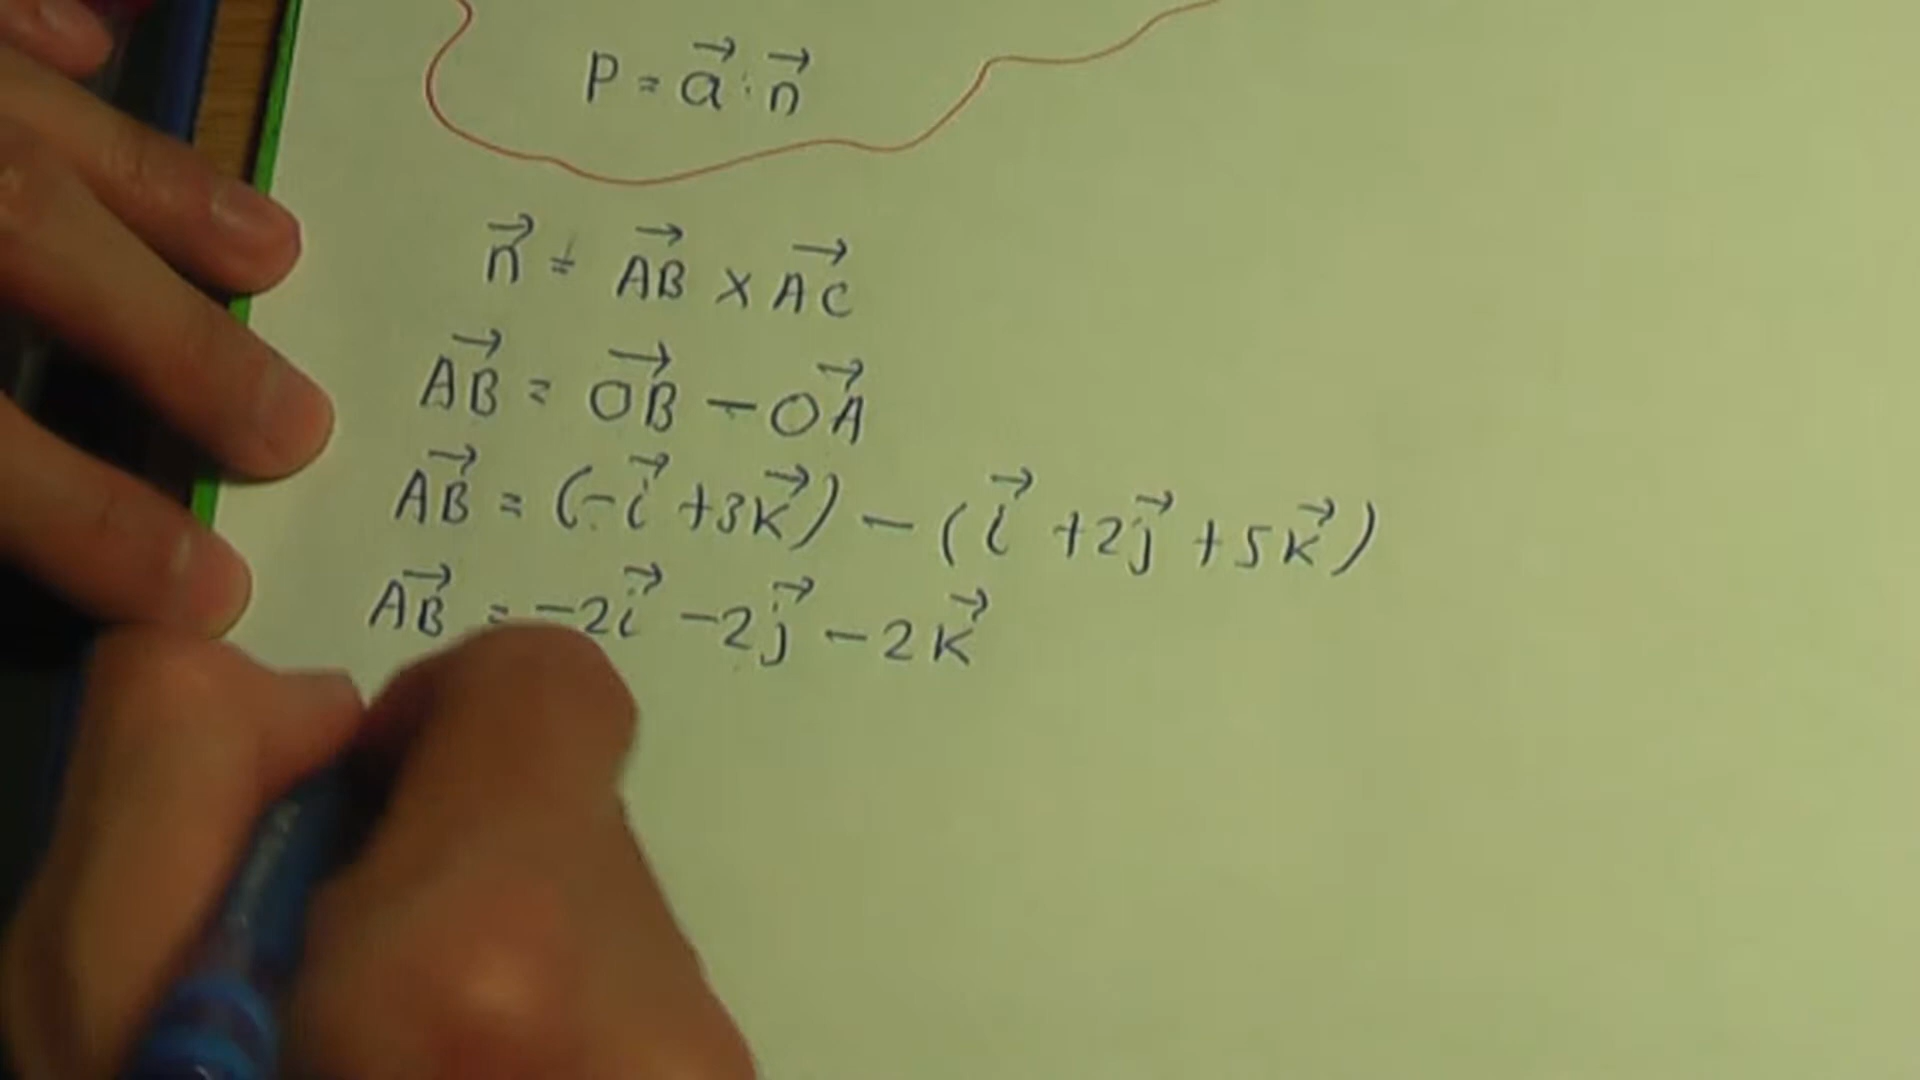 P = a⃗ · n⃗
n⃗ = AB⃗ × AC⃗
AB⃗ = OB⃗ − OA⃗
AB⃗ = (−i⃗ + 3k⃗) − (i⃗ + 2j⃗ + 5k⃗)
AB⃗ = −2i⃗ − 2j⃗ − 2k⃗